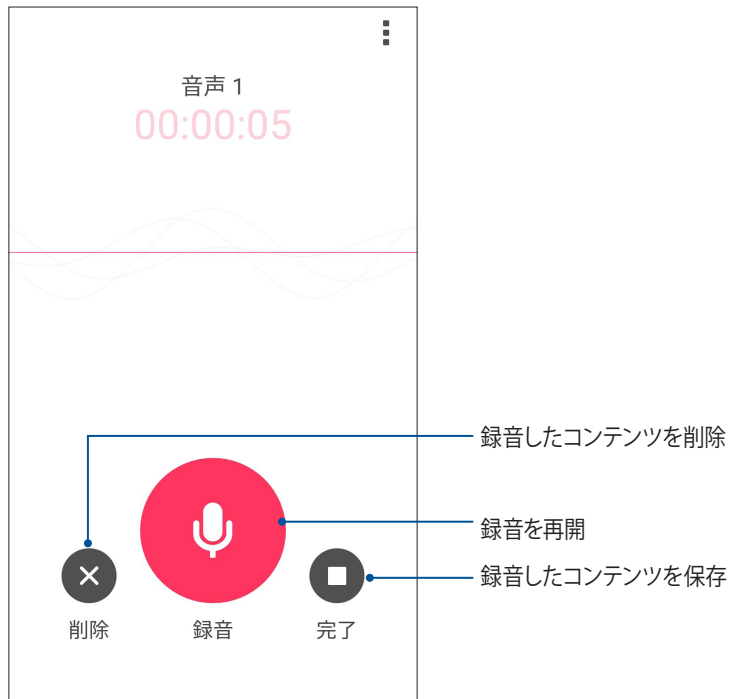 音声 1
00:00:05
録音したコンテンツを削除
録音を再開
録音したコンテンツを保存
削除
録音
完了